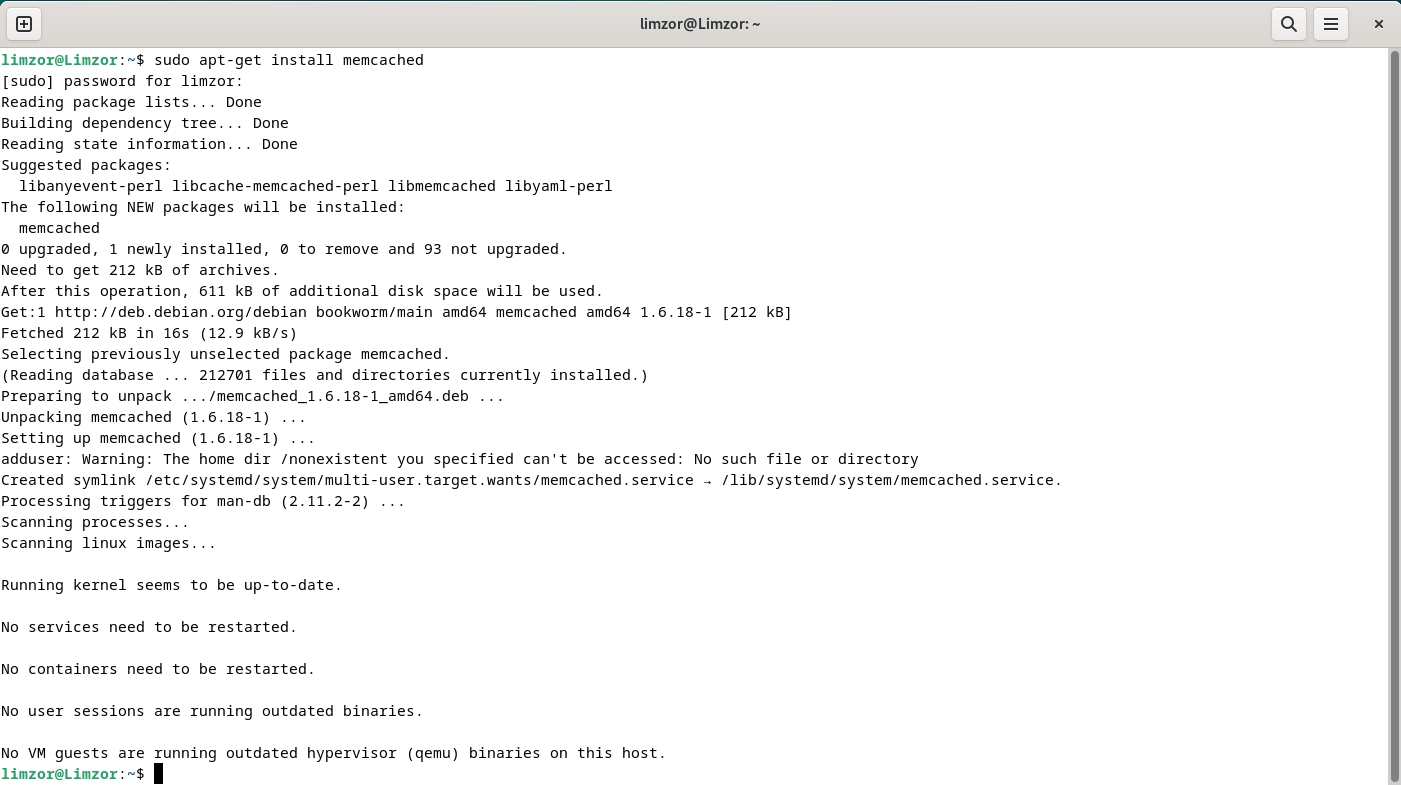 limzor@Limzor: ~
limzor@Limzor:~$ sudo apt-get install memcached
[sudo] password for limzor:
Reading package lists... Done
Building dependency tree... Done
Reading state information... Done
Suggested packages:
  libanyevent-perl libcache-memcached-perl libmemcached libyaml-perl
The following NEW packages will be installed:
  memcached
0 upgraded, 1 newly installed, 0 to remove and 93 not upgraded.
Need to get 212 kB of archives.
After this operation, 611 kB of additional disk space will be used.
Get:1 http://deb.debian.org/debian bookworm/main amd64 memcached amd64 1.6.18-1 [212 kB]
Fetched 212 kB in 16s (12.9 kB/s)
Selecting previously unselected package memcached.
(Reading database ... 212701 files and directories currently installed.)
Preparing to unpack .../memcached_1.6.18-1_amd64.deb ...
Unpacking memcached (1.6.18-1) ...
Setting up memcached (1.6.18-1) ...
adduser: Warning: The home dir /nonexistent you specified can't be accessed: No such file or directory
Created symlink /etc/systemd/system/multi-user.target.wants/memcached.service → /lib/systemd/system/memcached.service.
Processing triggers for man-db (2.11.2-2) ...
Scanning processes...
Scanning linux images...
Running kernel seems to be up-to-date.
No services need to be restarted.
No containers need to be restarted.
No user sessions are running outdated binaries.
No VM guests are running outdated hypervisor (qemu) binaries on this host.
limzor@Limzor:~$